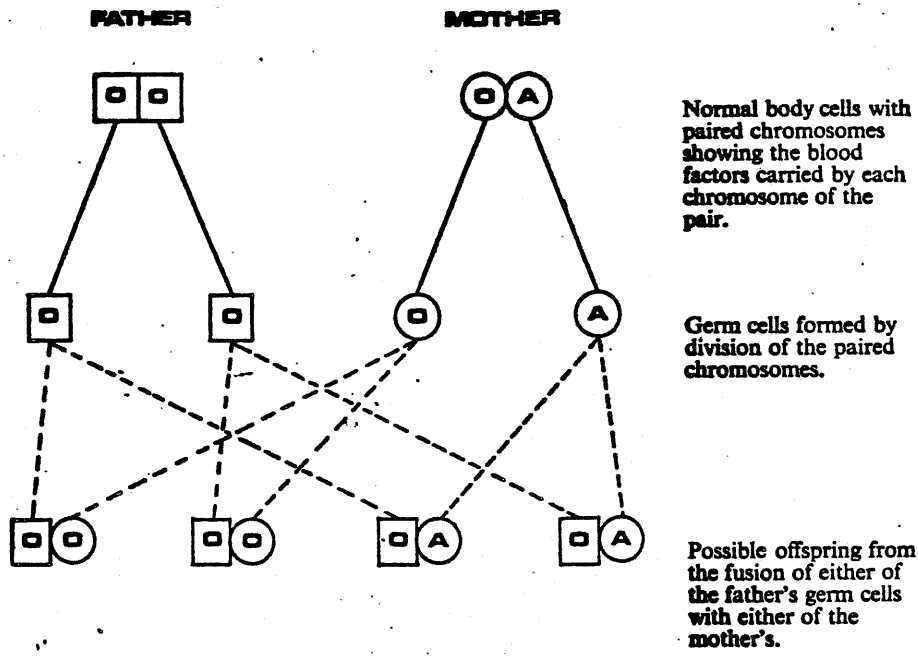 FATHER MOTHER
O O O A
Normal body cells with
paired chromosomes
showing the blood
factors carried by each
chromosome of the
pair.
O O O A
Germ cells formed by
division of the paired
chromosomes.
O O O O O A O A
Possible offspring from
the fusion of either of
the father's germ cells
with either of the
mother's.